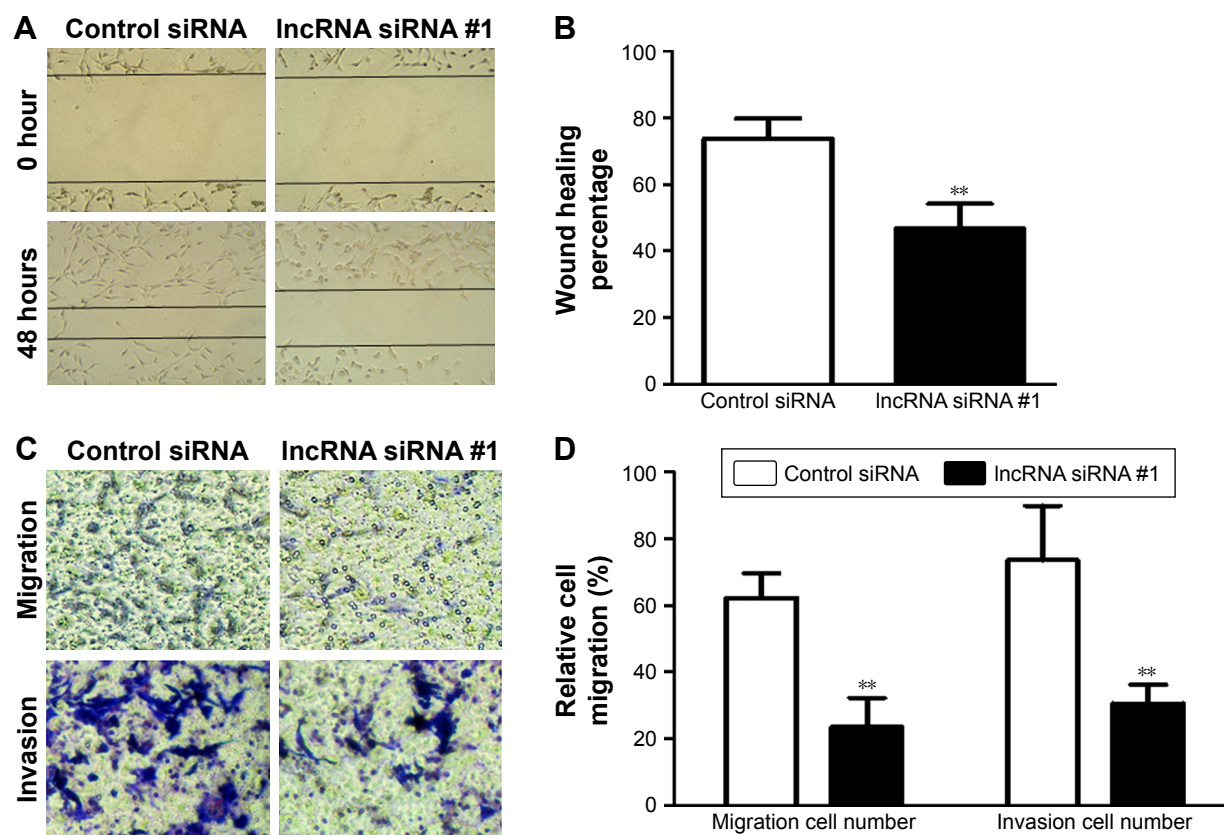 A
Control siRNA
lncRNA siRNA #1
0 hour
48 hours
B
Wound healing
percentage
100
80
60
40
20
0
**
Control siRNA
lncRNA siRNA #1
C
Control siRNA
lncRNA siRNA #1
Migration
Invasion
D
Control siRNA
lncRNA siRNA #1
Relative cell
migration (%)
100
80
60
40
20
0
**
**
Migration cell number
Invasion cell number